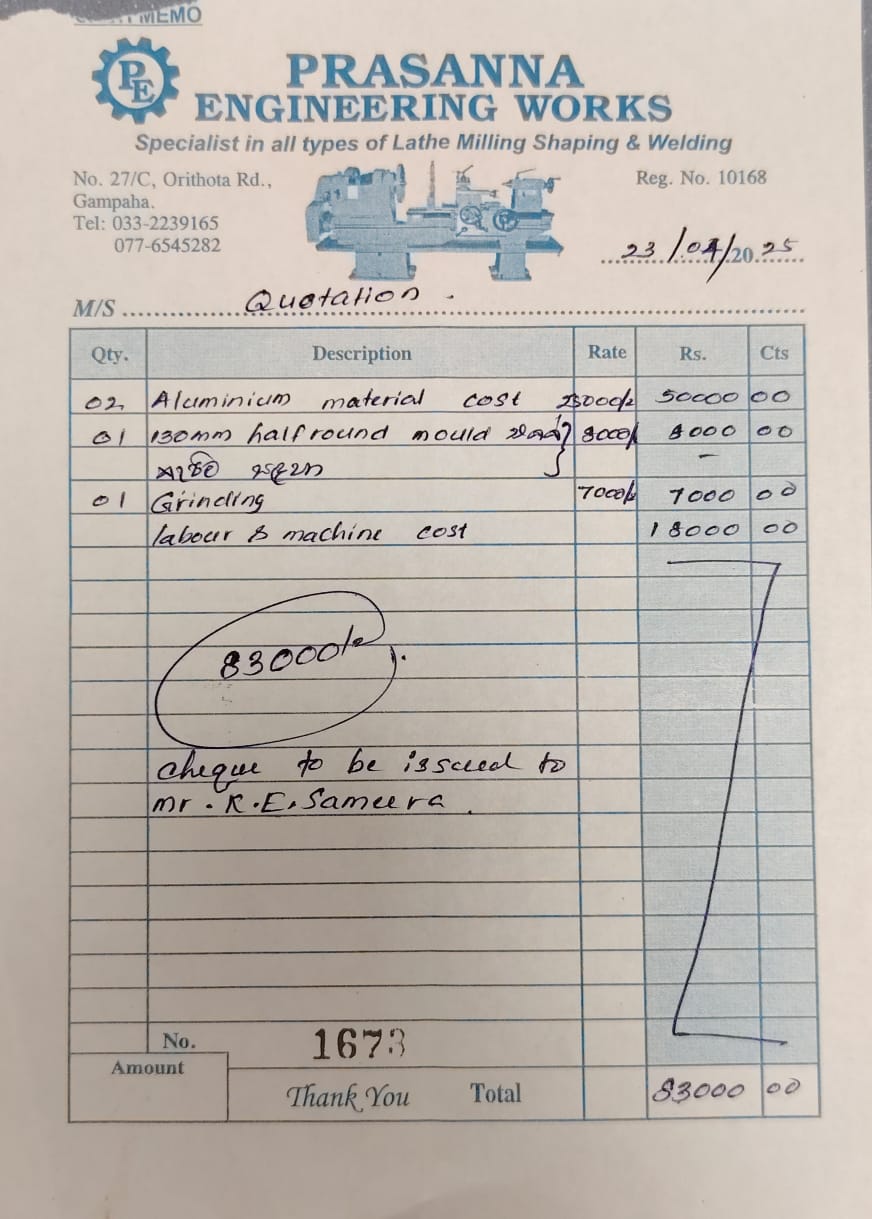 MEMO
PE
PRASANNA
ENGINEERING WORKS
Specialist in all types of Lathe Milling Shaping & Welding
No. 27/C, Orithota Rd.,
Gampaha.
Tel: 033-2239165
077-6545282
Reg. No. 10168
23/04/2025
M/S Quotation.
Qty. Description Rate Rs. Cts
02 Aluminium material cost 25000/= 50000 00
01 130mm half round mould 8000/= 8000 00
01 Grinding 7000/= 7000 00
labour & machine cost 18000 00
83000/=
cheque to be issued to
mr. R.E. Sameera.
No. 1673
Amount
Thank You Total 83000 00